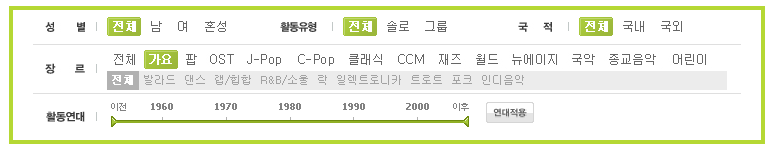 성 별 전체 남 여 혼성 활동유형 전체 솔로 그룹 국 적 전체 국내 국외
장 르 전체 가요 팝 OST J-Pop C-Pop 클래식 CCM 재즈 월드 뉴에이지 국악 종교음악 어린이
전체 발라드 댄스 랩/힙합 R&B/소울 락 일렉트로니카 트로트 포크 인디음악
이전 1960 1970 1980 1990 2000 이후
활동연대 연대적용